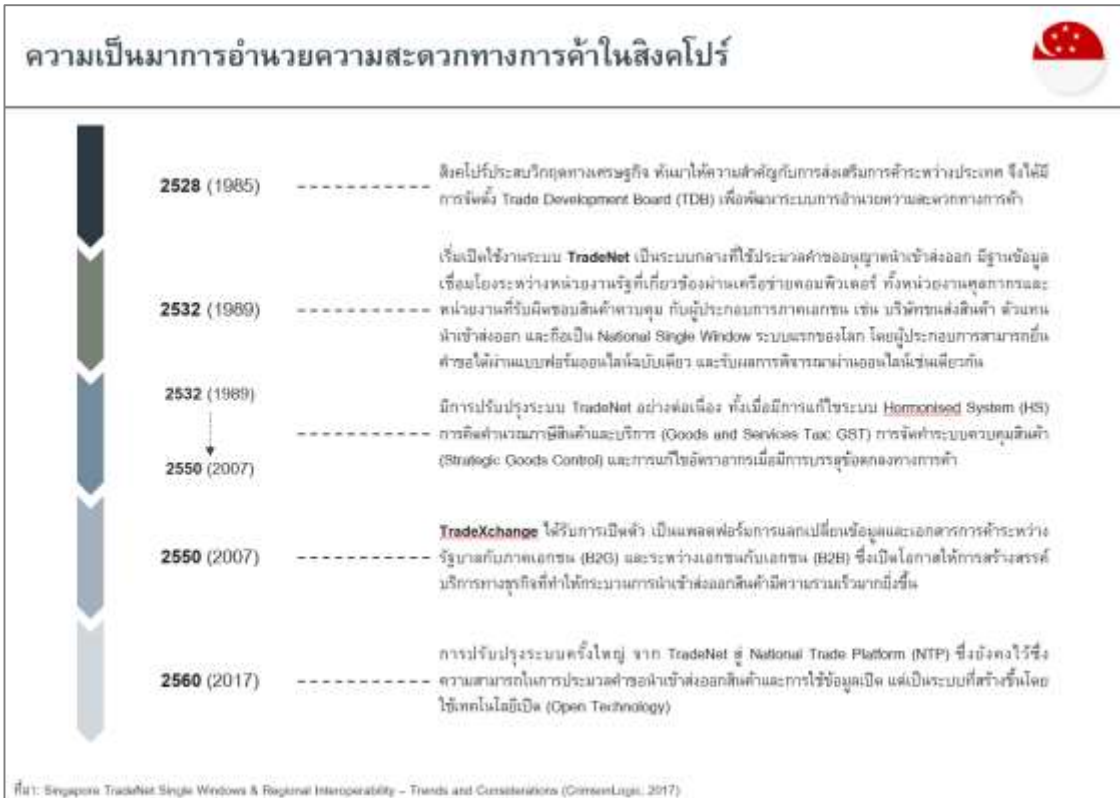 ความเป็นมาการอำนวยความสะดวกทางการค้าในสิงคโปร์
2528 (1985)
สิงคโปร์ประสบวิกฤตทางเศรษฐกิจ หันมาให้ความสำคัญกับการส่งเสริมการค้าระหว่างประเทศ จึงได้มี
การจัดตั้ง Trade Development Board (TDB) เพื่อพัฒนาระบบการอำนวยความสะดวกทางการค้า
2532 (1989)
เริ่มเปิดใช้งานระบบ TradeNet เป็นระบบกลางที่ใช้ประมวลคำขออนุญาตนำเข้าส่งออก มีฐานข้อมูล
เชื่อมโยงระหว่างหน่วยงานรัฐที่เกี่ยวข้องผ่านเครือข่ายคอมพิวเตอร์ ทั้งหน่วยงานศุลกากรและ
หน่วยงานที่รับผิดชอบสินค้าควบคุม กับผู้ประกอบการภาคเอกชน เช่น บริษัทขนส่งสินค้า ตัวแทน
นำเข้าส่งออก และถือเป็น National Single Window ระบบแรกของโลก โดยผู้ประกอบการสามารถยื่น
คำขอได้ผ่านแบบฟอร์มออนไลน์ฉบับเดียว และรับผลการพิจารณาผ่านออนไลน์เช่นเดียวกัน
2532 (1989)
2550 (2007)
มีการปรับปรุงระบบ TradeNet อย่างต่อเนื่อง ทั้งเมื่อมีการแก้ไขระบบ Hormonised System (HS)
การคิดคำนวณภาษีสินค้าและบริการ (Goods and Services Tax: GST) การจัดทำระบบควบคุมสินค้า
(Strategic Goods Control) และการแก้ไขอัตราอากรเมื่อมีการบรรลุข้อตกลงทางการค้า
2550 (2007)
TradeXchange ได้รับการเปิดตัว เป็นแพลตฟอร์มการแลกเปลี่ยนข้อมูลและเอกสารการค้าระหว่าง
รัฐบาลกับภาคเอกชน (B2G) และระหว่างเอกชนกับเอกชน (B2B) ซึ่งเปิดโอกาสให้การสร้างสรรค์
บริการทางธุรกิจที่ทำให้กระบวนการนำเข้าส่งออกสินค้ามีความรวมเร็วมากยิ่งขึ้น
2560 (2017)
การปรับปรุงระบบครั้งใหญ่ จาก TradeNet สู่ National Trade Platform (NTP) ซึ่งยังคงไว้ซึ่ง
ความสามารถในการประมวลคำขอนำเข้าส่งออกสินค้าและการใช้ข้อมูลเปิด แต่เป็นระบบที่สร้างขึ้นโดย
ใช้เทคโนโลยีเปิด (Open Technology)
ที่มา: Singapore TradeNet Single Windows & Regional Interoperability – Trends and Considerations (CrimsonLogic, 2017)